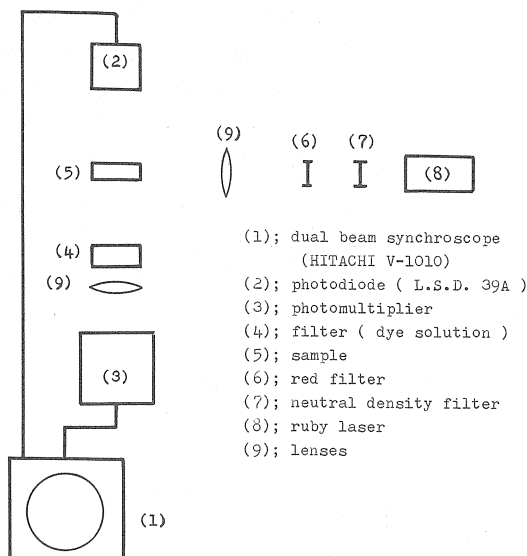 (2)
(9)
(6)
(7)
(5)
(8)
(4)
(9)
(3)
(1)
(1); dual beam synchroscope
(HITACHI V-1010)
(2); photodiode ( L.S.D. 39A )
(3); photomultiplier
(4); filter ( dye solution )
(5); sample
(6); red filter
(7); neutral density filter
(8); ruby laser
(9); lenses